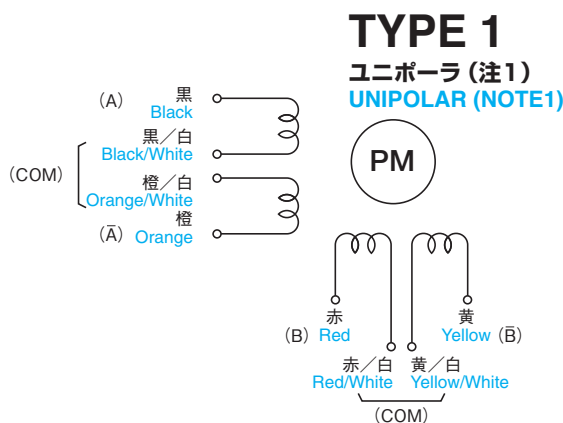 TYPE 1
ユニポーラ（注1）
UNIPOLAR (NOTE1)
(A) 黒
Black
黒／白
Black/White
(COM)
橙／白
Orange/White
橙
(Ā) Orange
PM
赤
(B) Red
黄
Yellow (B̄)
赤／白
Red/White
黄／白
Yellow/White
(COM)